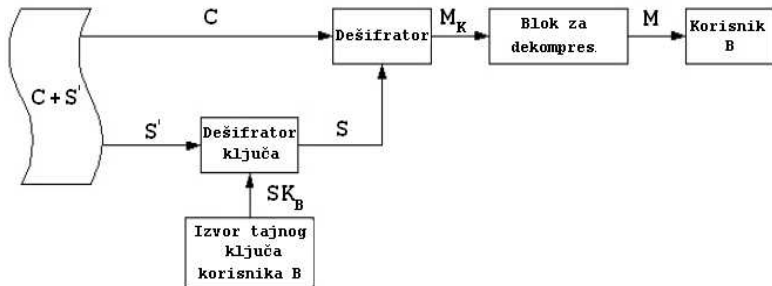 C
Dešifrator
M_K
Blok za
dekompres.
M
Korisnik
B
C + S'
S'
Dešifrator
ključa
S
SK_B
Izvor tajnog
ključa
korisnika B